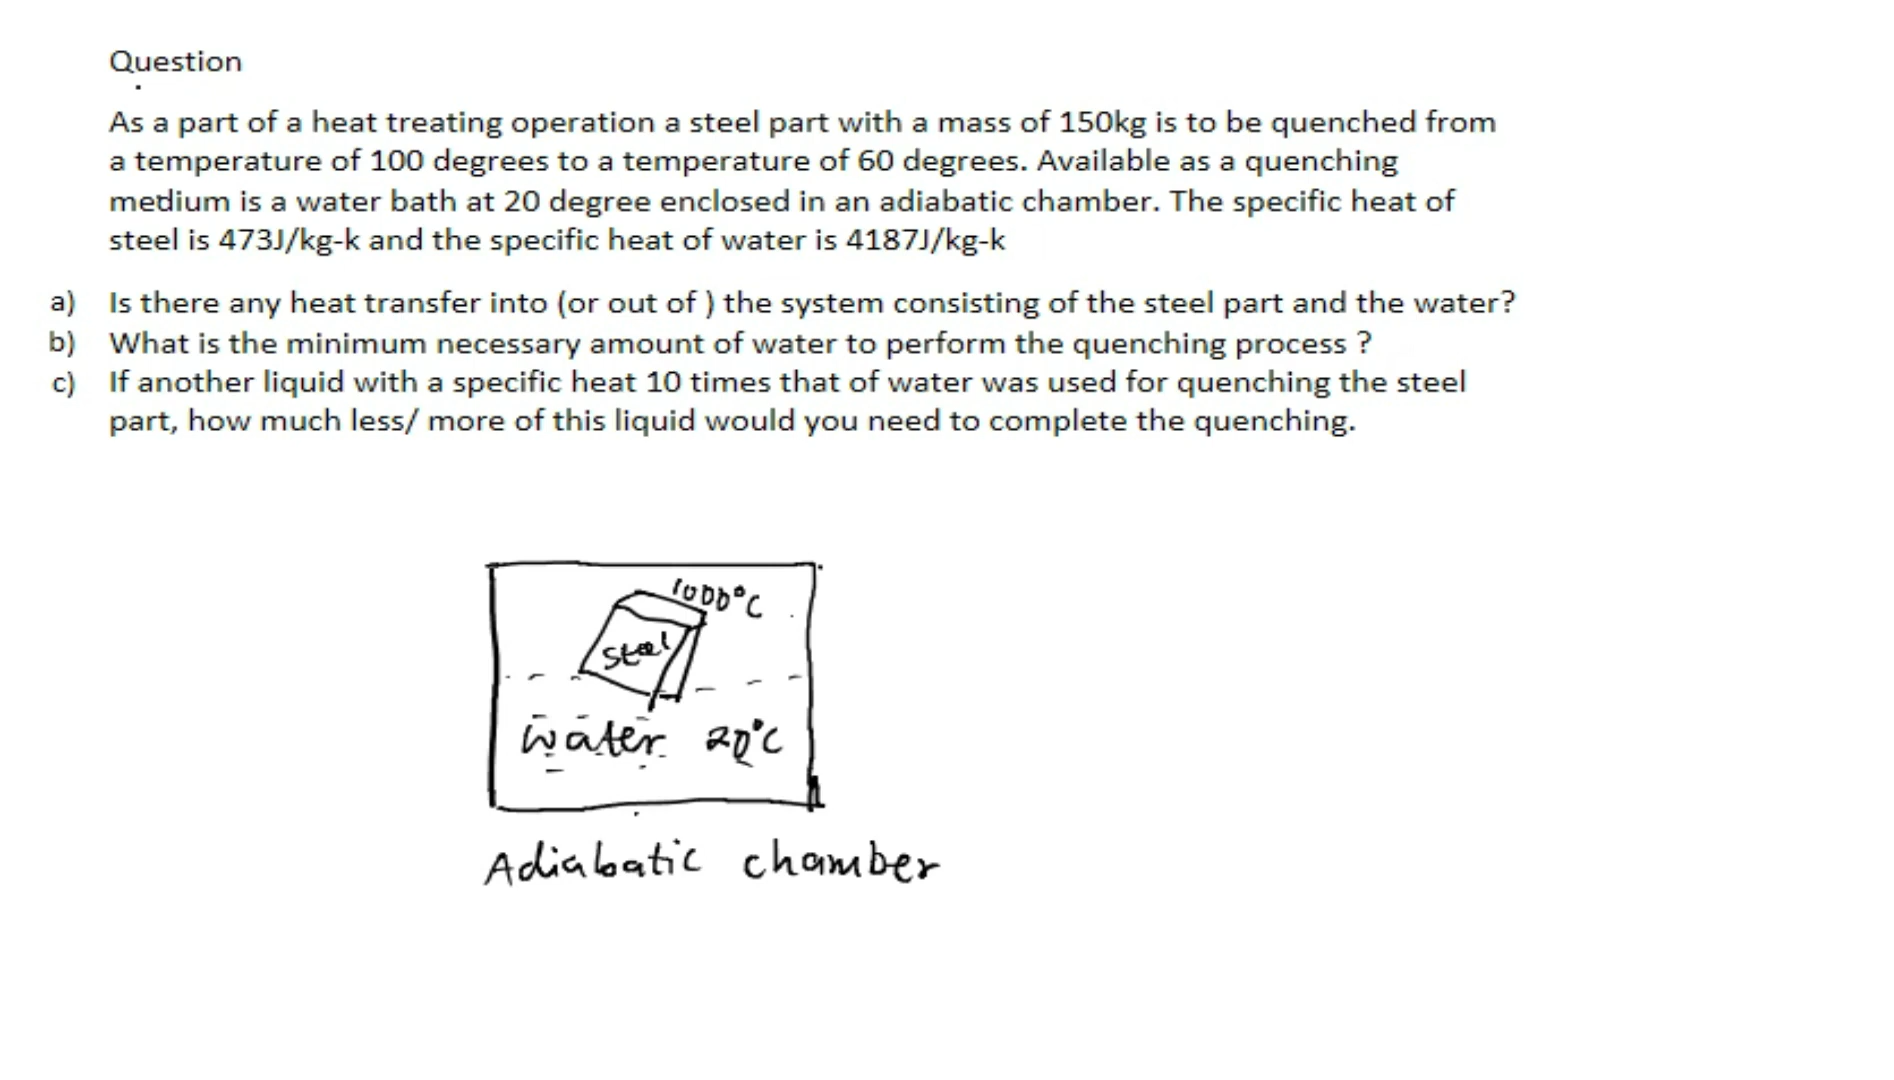 Question
As a part of a heat treating operation a steel part with a mass of 150kg is to be quenched from
a temperature of 100 degrees to a temperature of 60 degrees. Available as a quenching
medium is a water bath at 20 degree enclosed in an adiabatic chamber. The specific heat of
steel is 473J/kg-k and the specific heat of water is 4187J/kg-k
a) Is there any heat transfer into (or out of ) the system consisting of the steel part and the water?
b) What is the minimum necessary amount of water to perform the quenching process ?
c) If another liquid with a specific heat 10 times that of water was used for quenching the steel
part, how much less/ more of this liquid would you need to complete the quenching.
1000°C
Steel
water 20°C
Adiabatic chamber